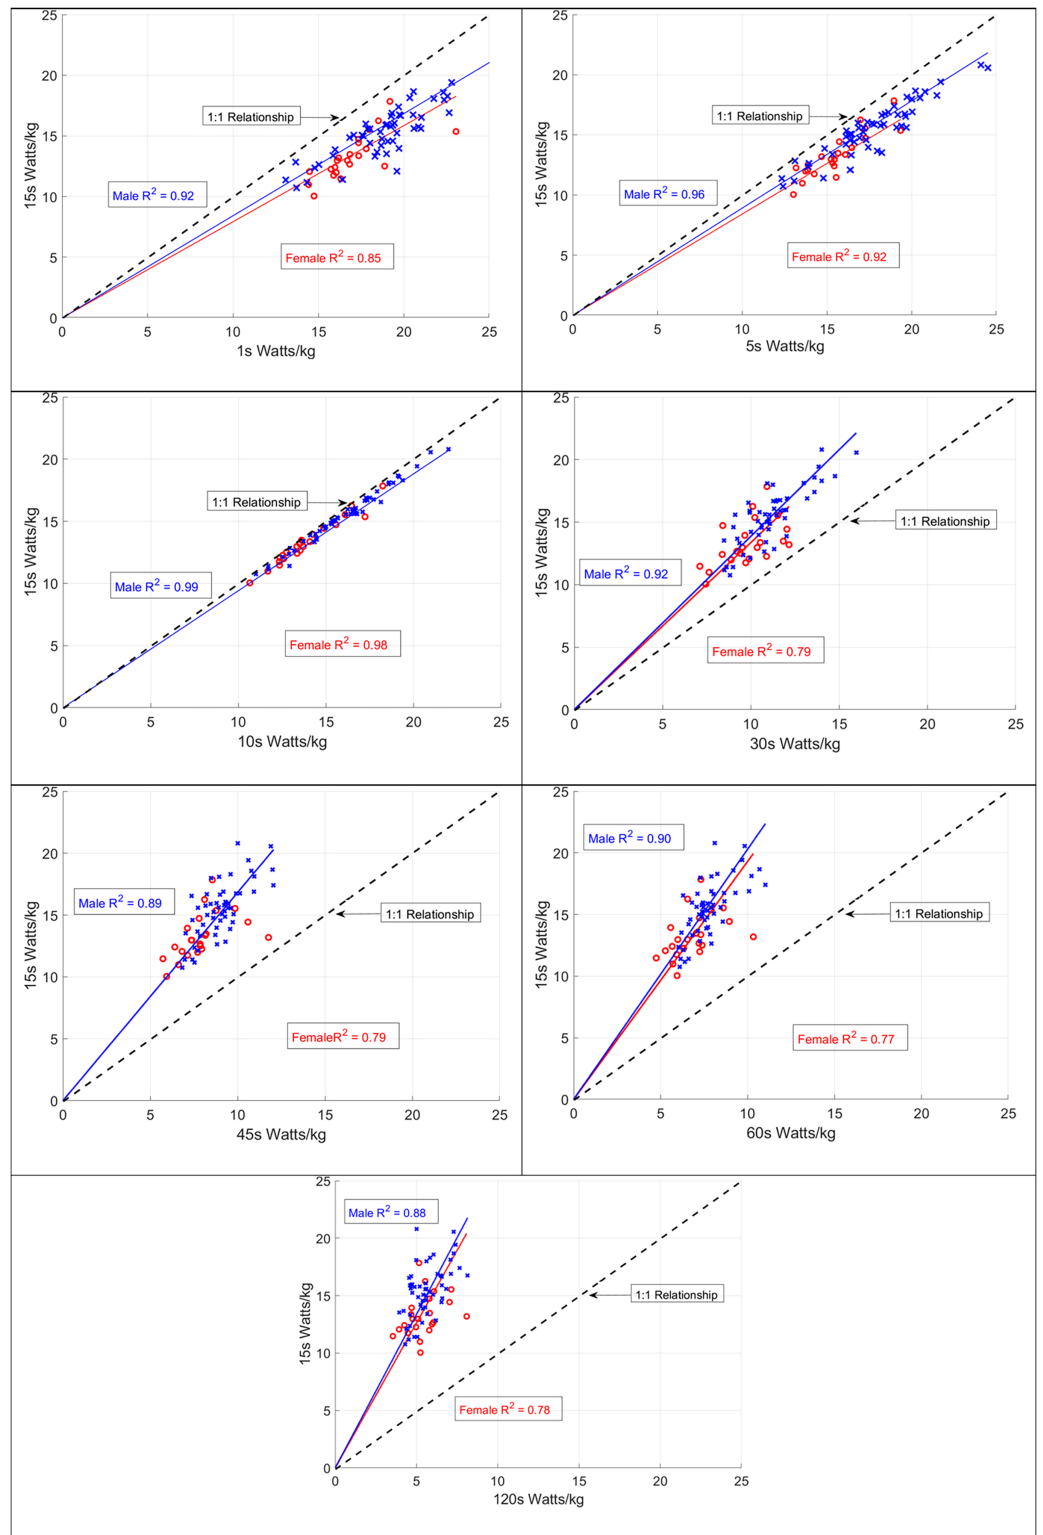 25
20
15
10
5
0
0
5
10
15
20
25
15s Watts/kg
1s Watts/kg
1:1 Relationship
Male R² = 0.92
Female R² = 0.85
25
20
15
10
5
0
0
5
10
15
20
25
15s Watts/kg
5s Watts/kg
1:1 Relationship
Male R² = 0.96
Female R² = 0.92
25
20
15
10
5
0
0
5
10
15
20
25
15s Watts/kg
10s Watts/kg
1:1 Relationship
Male R² = 0.99
Female R² = 0.98
25
20
15
10
5
0
0
5
10
15
20
25
15s Watts/kg
30s Watts/kg
1:1 Relationship
Male R² = 0.92
Female R² = 0.79
25
20
15
10
5
0
0
5
10
15
20
25
15s Watts/kg
45s Watts/kg
Male R² = 0.89
1:1 Relationship
FemaleR² = 0.79
25
20
15
10
5
0
0
5
10
15
20
25
15s Watts/kg
60s Watts/kg
Male R² = 0.90
1:1 Relationship
Female R² = 0.77
25
20
15
10
5
0
0
5
10
15
20
25
15s Watts/kg
120s Watts/kg
Male R² = 0.88
1:1 Relationship
Female R² = 0.78